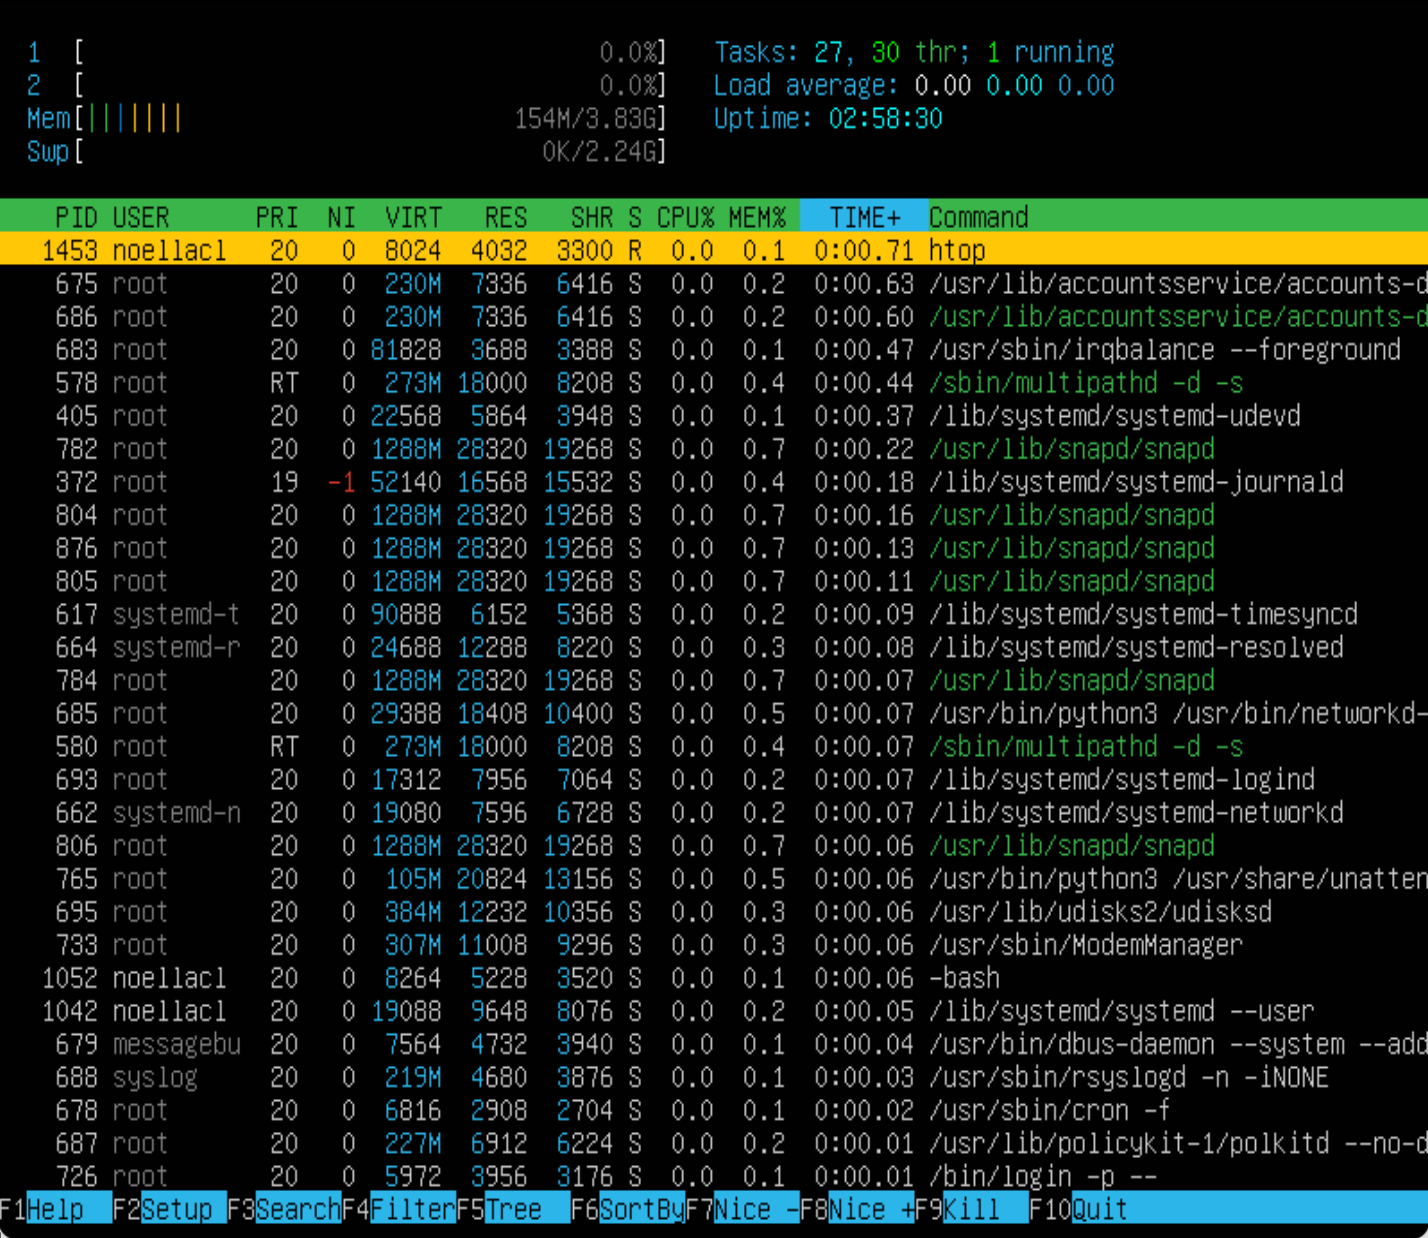 1 [ 0.0%] Tasks: 27, 30 thr; 1 running
2 [ 0.0%] Load average: 0.00 0.00 0.00
Mem[||||||| 154M/3.83G] Uptime: 02:58:30
Swp[ 0K/2.24G]
PID USER PRI NI VIRT RES SHR S CPU% MEM% TIME+ Command
1453 noellacl 20 0 8024 4032 3300 R 0.0 0.1 0:00.71 htop
675 root 20 0 230M 7336 6416 S 0.0 0.2 0:00.63 /usr/lib/accountsservice/accounts-d
686 root 20 0 230M 7336 6416 S 0.0 0.2 0:00.60 /usr/lib/accountsservice/accounts-d
683 root 20 0 81828 3688 3388 S 0.0 0.1 0:00.47 /usr/sbin/irqbalance --foreground
578 root RT 0 273M 18000 8208 S 0.0 0.4 0:00.44 /sbin/multipathd -d -s
405 root 20 0 22568 5864 3948 S 0.0 0.1 0:00.37 /lib/systemd/systemd-udevd
782 root 20 0 1288M 28320 19268 S 0.0 0.7 0:00.22 /usr/lib/snapd/snapd
372 root 19 -1 52140 16568 15532 S 0.0 0.4 0:00.18 /lib/systemd/systemd-journald
804 root 20 0 1288M 28320 19268 S 0.0 0.7 0:00.16 /usr/lib/snapd/snapd
876 root 20 0 1288M 28320 19268 S 0.0 0.7 0:00.13 /usr/lib/snapd/snapd
805 root 20 0 1288M 28320 19268 S 0.0 0.7 0:00.11 /usr/lib/snapd/snapd
617 systemd-t 20 0 90888 6152 5368 S 0.0 0.2 0:00.09 /lib/systemd/systemd-timesyncd
664 systemd-r 20 0 24688 12288 8220 S 0.0 0.3 0:00.08 /lib/systemd/systemd-resolved
784 root 20 0 1288M 28320 19268 S 0.0 0.7 0:00.07 /usr/lib/snapd/snapd
685 root 20 0 29388 18408 10400 S 0.0 0.5 0:00.07 /usr/bin/python3 /usr/bin/networkd-
580 root RT 0 273M 18000 8208 S 0.0 0.4 0:00.07 /sbin/multipathd -d -s
693 root 20 0 17312 7956 7064 S 0.0 0.2 0:00.07 /lib/systemd/systemd-logind
662 systemd-n 20 0 19080 7596 6728 S 0.0 0.2 0:00.07 /lib/systemd/systemd-networkd
806 root 20 0 1288M 28320 19268 S 0.0 0.7 0:00.06 /usr/lib/snapd/snapd
765 root 20 0 105M 20824 13156 S 0.0 0.5 0:00.06 /usr/bin/python3 /usr/share/unatten
695 root 20 0 384M 12232 10356 S 0.0 0.3 0:00.06 /usr/lib/udisks2/udisksd
733 root 20 0 307M 11008 9296 S 0.0 0.3 0:00.06 /usr/sbin/ModemManager
1052 noellacl 20 0 8264 5228 3520 S 0.0 0.1 0:00.06 -bash
1042 noellacl 20 0 19088 9648 8076 S 0.0 0.2 0:00.05 /lib/systemd/systemd --user
679 messagebu 20 0 7564 4732 3940 S 0.0 0.1 0:00.04 /usr/bin/dbus-daemon --system --add
688 syslog 20 0 219M 4680 3876 S 0.0 0.1 0:00.03 /usr/sbin/rsyslogd -n -iNONE
678 root 20 0 6816 2908 2704 S 0.0 0.1 0:00.02 /usr/sbin/cron -f
687 root 20 0 227M 6912 6224 S 0.0 0.2 0:00.01 /usr/lib/policykit-1/polkitd --no-d
726 root 20 0 5972 3956 3176 S 0.0 0.1 0:00.01 /bin/login -p --
F1Help F2Setup F3SearchF4FilterF5Tree F6SortByF7Nice -F8Nice +F9Kill F10Quit